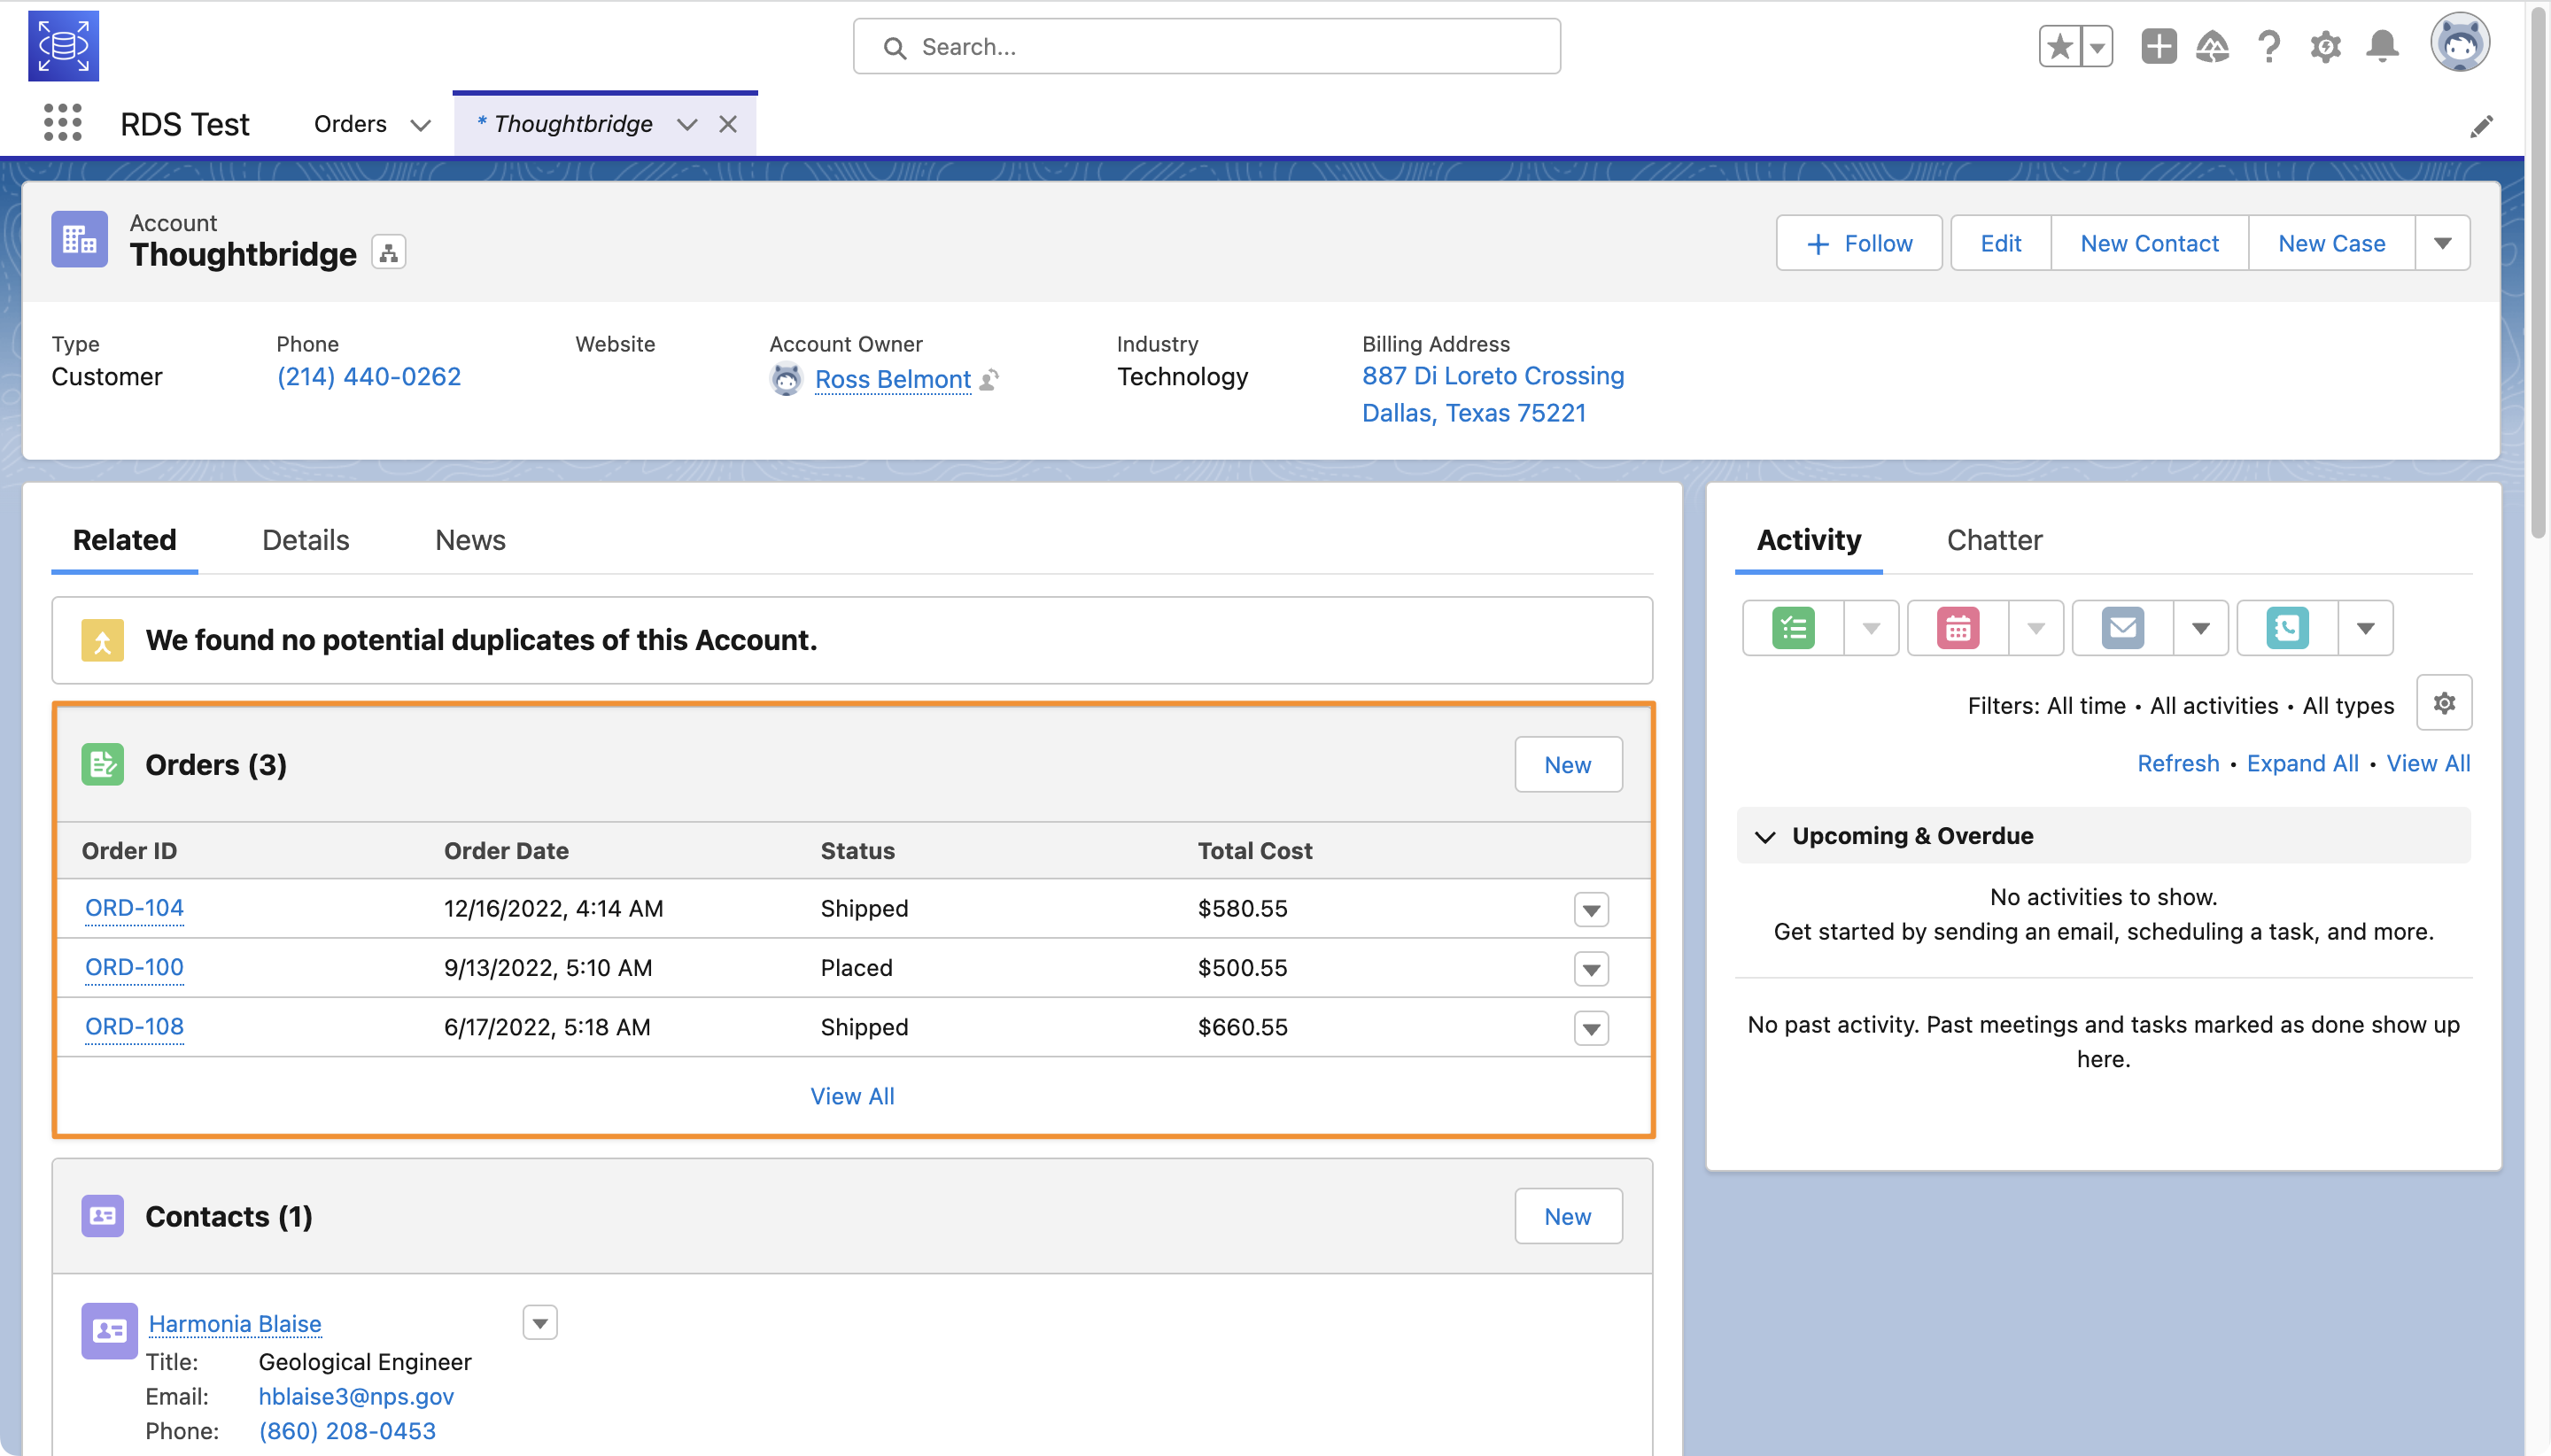 Search...
RDS Test
Orders
* Thoughtbridge
Account
Thoughtbridge
Follow
Edit
New Contact
New Case
Type
Customer
Phone
(214) 440-0262
Website
Account Owner
Ross Belmont
Industry
Technology
Billing Address
887 Di Loreto Crossing
Dallas, Texas 75221
Related
Details
News
We found no potential duplicates of this Account.
Orders (3)
New
Order ID
Order Date
Status
Total Cost
ORD-104
12/16/2022, 4:14 AM
Shipped
$580.55
ORD-100
9/13/2022, 5:10 AM
Placed
$500.55
ORD-108
6/17/2022, 5:18 AM
Shipped
$660.55
View All
Contacts (1)
New
Harmonia Blaise
Title: Geological Engineer
Email: hblaise3@nps.gov
Phone: (860) 208-0453
Activity
Chatter
Filters: All time • All activities • All types
Refresh • Expand All • View All
Upcoming & Overdue
No activities to show.
Get started by sending an email, scheduling a task, and more.
No past activity. Past meetings and tasks marked as done show up
here.